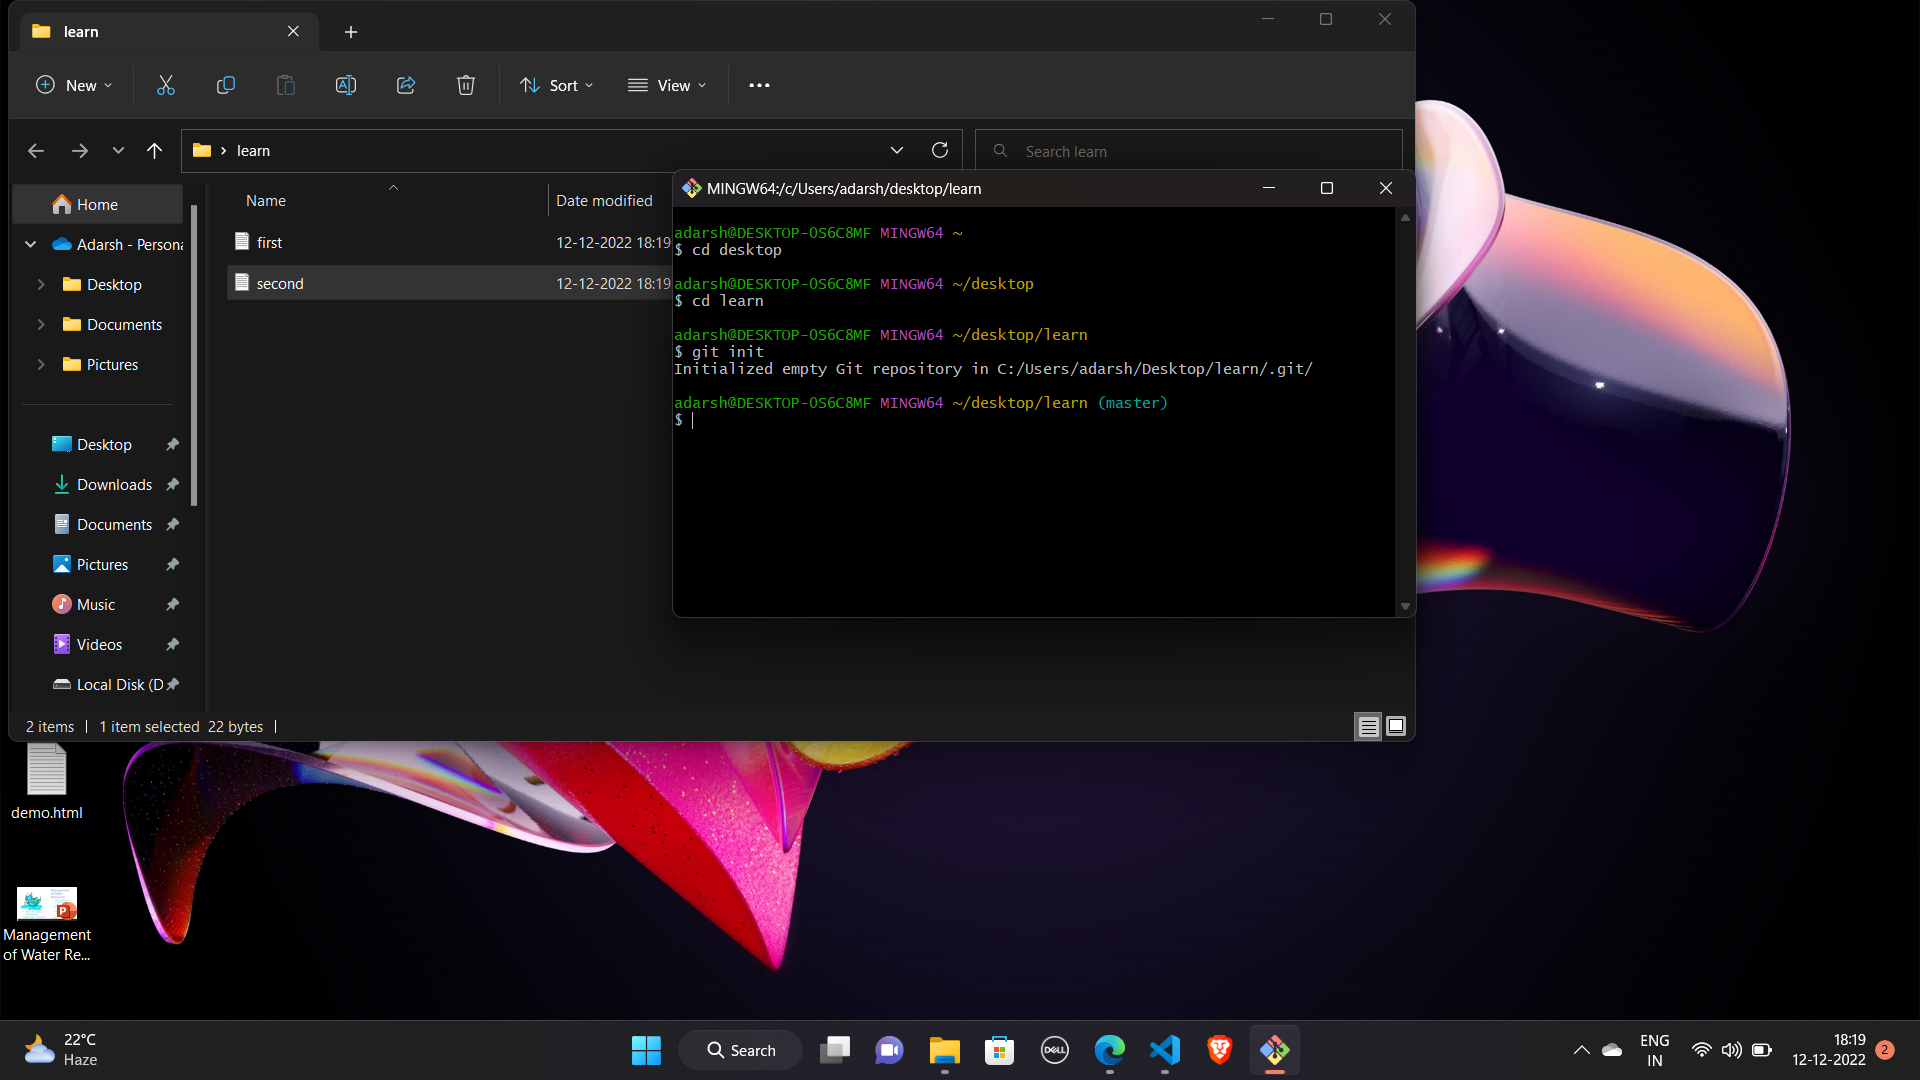 learn
New
Sort
View
learn
Search learn
Home
Adarsh - Persona
Desktop
Documents
Pictures
Desktop
Downloads
Documents
Pictures
Music
Videos
Local Disk (D
Name
Date modified
first
12-12-2022 18:19
second
12-12-2022 18:19
2 items
1 item selected 22 bytes
MINGW64:/c/Users/adarsh/desktop/learn
adarsh@DESKTOP-OS6C8MF MINGW64 ~
$ cd desktop
adarsh@DESKTOP-OS6C8MF MINGW64 ~/desktop
$ cd learn
adarsh@DESKTOP-OS6C8MF MINGW64 ~/desktop/learn
$ git init
Initialized empty Git repository in C:/Users/adarsh/Desktop/learn/.git/
adarsh@DESKTOP-OS6C8MF MINGW64 ~/desktop/learn (master)
$
demo.html
Management
of Water Re...
22°C
Haze
Search
DELL
ENG
IN
18:19
12-12-2022
2